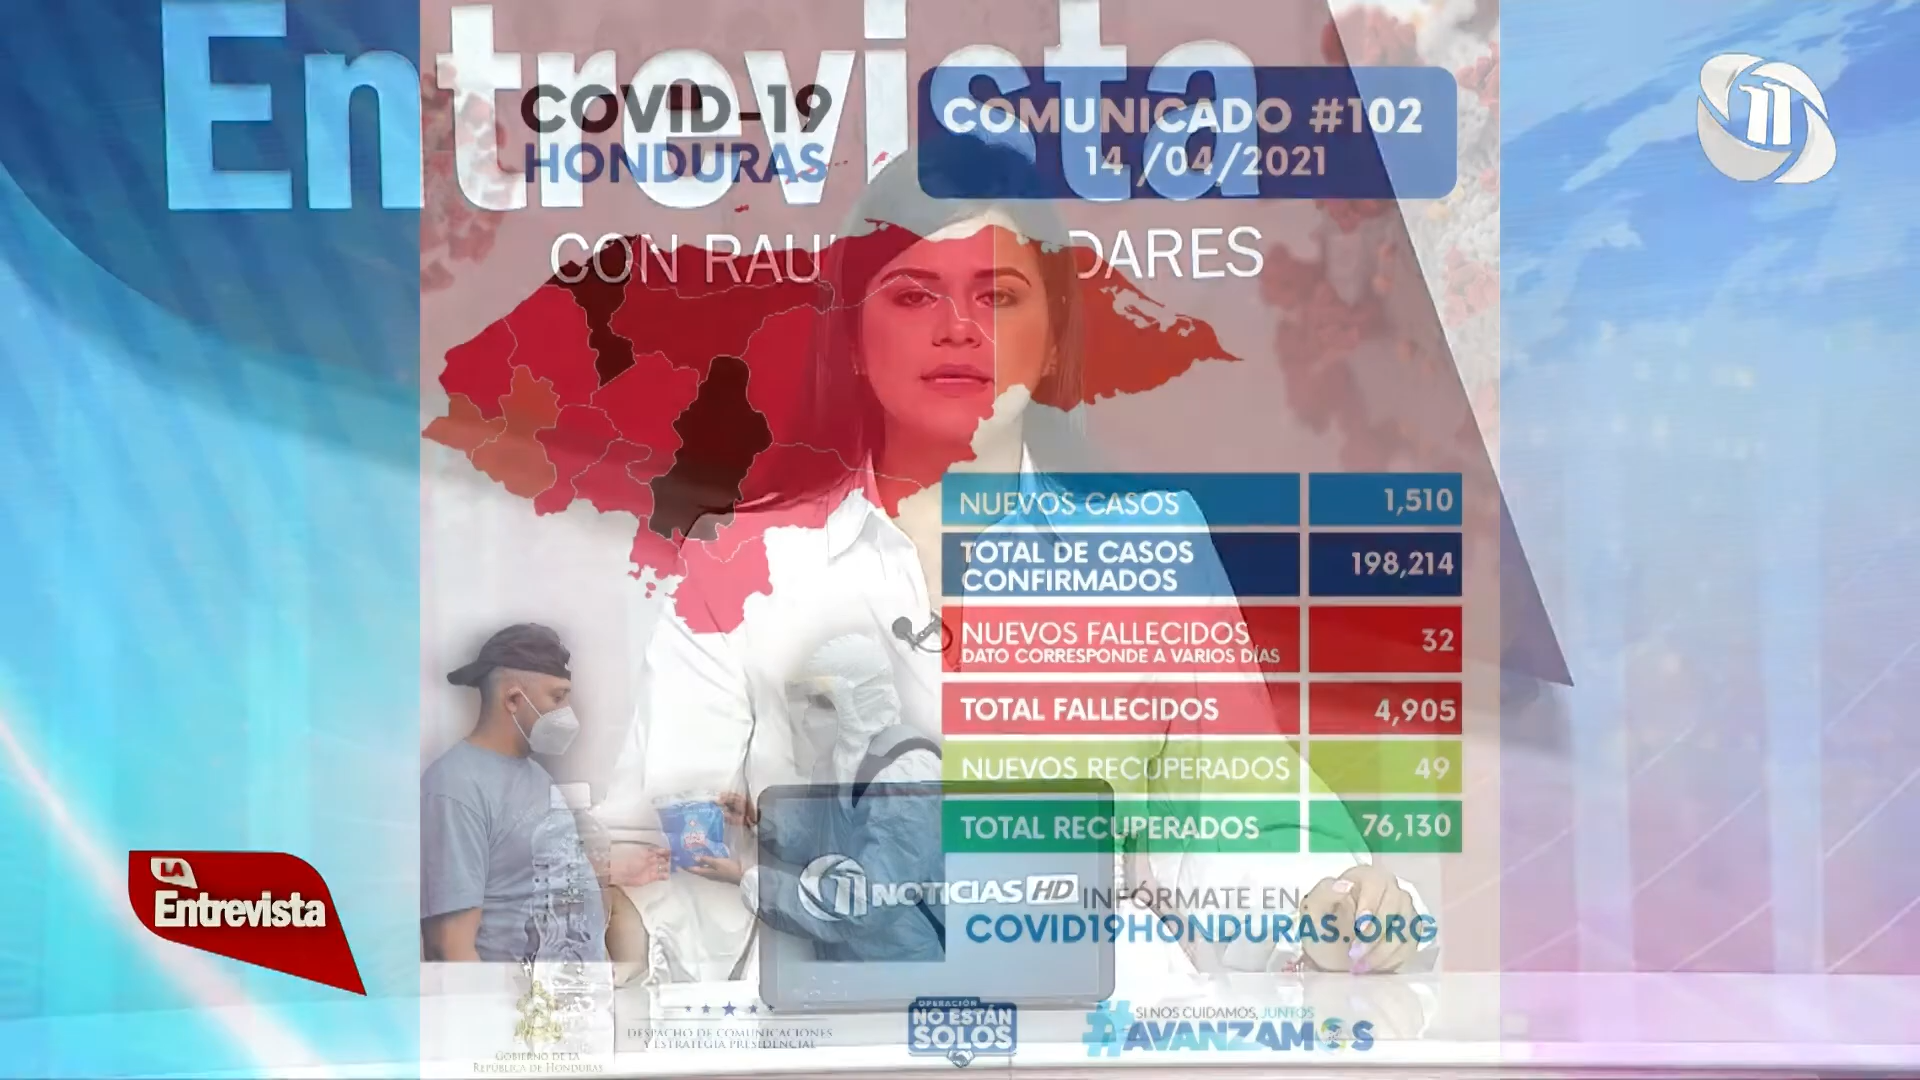 Entrevista
CON RAU DARES
COVID-19
HONDURAS
COMUNICADO #102
14 /04/2021
11
NUEVOS CASOS 1,510
TOTAL DE CASOS
CONFIRMADOS 198,214
NUEVOS FALLECIDOS 32
DATO CORRESPONDE A VARIOS DÍAS
TOTAL FALLECIDOS 4,905
NUEVOS RECUPERADOS 49
TOTAL RECUPERADOS 76,130
INFÓRMATE EN:
COVID19HONDURAS.ORG
11 NOTICIAS HD
LA
Entrevista
GOBIERNO DE LA
REPÚBLICA DE HONDURAS
DESPACHO DE COMUNICACIONES
Y ESTRATEGIA PRESIDENCIAL
OPERACIÓN
NO ESTÁN
SOLOS
SI NOS CUIDAMOS, JUNTOS
#AVANZAMOS